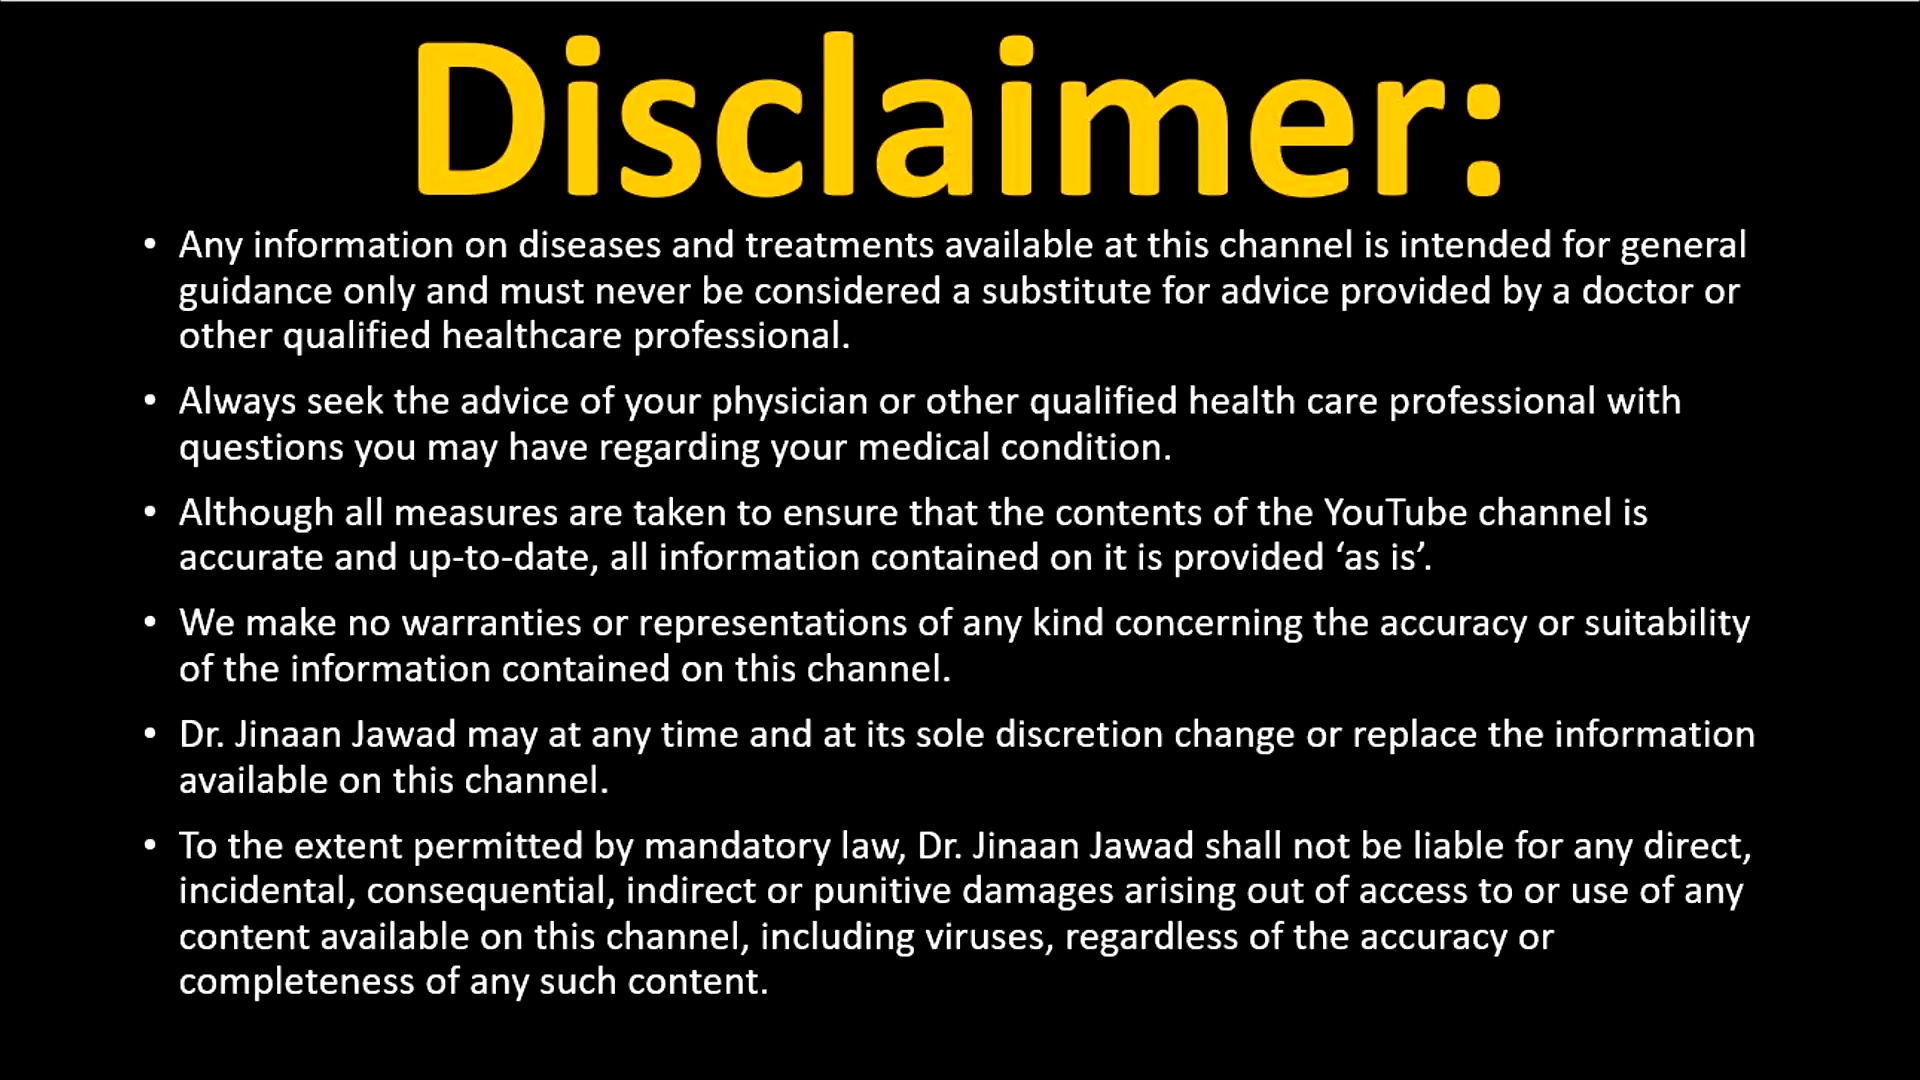 Disclaimer:
• Any information on diseases and treatments available at this channel is intended for general
guidance only and must never be considered a substitute for advice provided by a doctor or
other qualified healthcare professional.
• Always seek the advice of your physician or other qualified health care professional with
questions you may have regarding your medical condition.
• Although all measures are taken to ensure that the contents of the YouTube channel is
accurate and up-to-date, all information contained on it is provided ‘as is’.
• We make no warranties or representations of any kind concerning the accuracy or suitability
of the information contained on this channel.
• Dr. Jinaan Jawad may at any time and at its sole discretion change or replace the information
available on this channel.
• To the extent permitted by mandatory law, Dr. Jinaan Jawad shall not be liable for any direct,
incidental, consequential, indirect or punitive damages arising out of access to or use of any
content available on this channel, including viruses, regardless of the accuracy or
completeness of any such content.